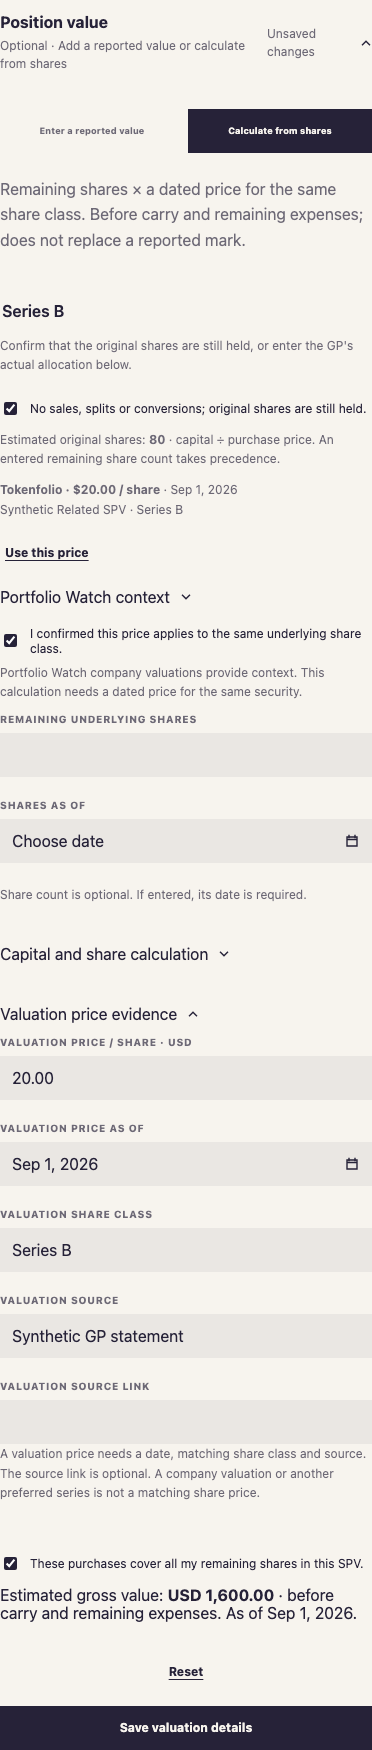 Position value
Optional · Add a reported value or calculate
from shares
Unsaved
changes
Enter a reported value
Calculate from shares
Remaining shares × a dated price for the same
share class. Before carry and remaining expenses;
does not replace a reported mark.
Series B
Confirm that the original shares are still held, or enter the GP's
actual allocation below.
No sales, splits or conversions; original shares are still held.
Estimated original shares: 80 · capital ÷ purchase price. An
entered remaining share count takes precedence.
Tokenfolio · $20.00 / share · Sep 1, 2026
Synthetic Related SPV · Series B
Use this price
Portfolio Watch context
I confirmed this price applies to the same underlying share
class.
Portfolio Watch company valuations provide context. This
calculation needs a dated price for the same security.
REMAINING UNDERLYING SHARES
SHARES AS OF
Choose date
Share count is optional. If entered, its date is required.
Capital and share calculation
Valuation price evidence
VALUATION PRICE / SHARE · USD
20.00
VALUATION PRICE AS OF
Sep 1, 2026
VALUATION SHARE CLASS
Series B
VALUATION SOURCE
Synthetic GP statement
VALUATION SOURCE LINK
A valuation price needs a date, matching share class and source.
The source link is optional. A company valuation or another
preferred series is not a matching share price.
These purchases cover all my remaining shares in this SPV.
Estimated gross value: USD 1,600.00 · before
carry and remaining expenses. As of Sep 1, 2026.
Reset
Save valuation details